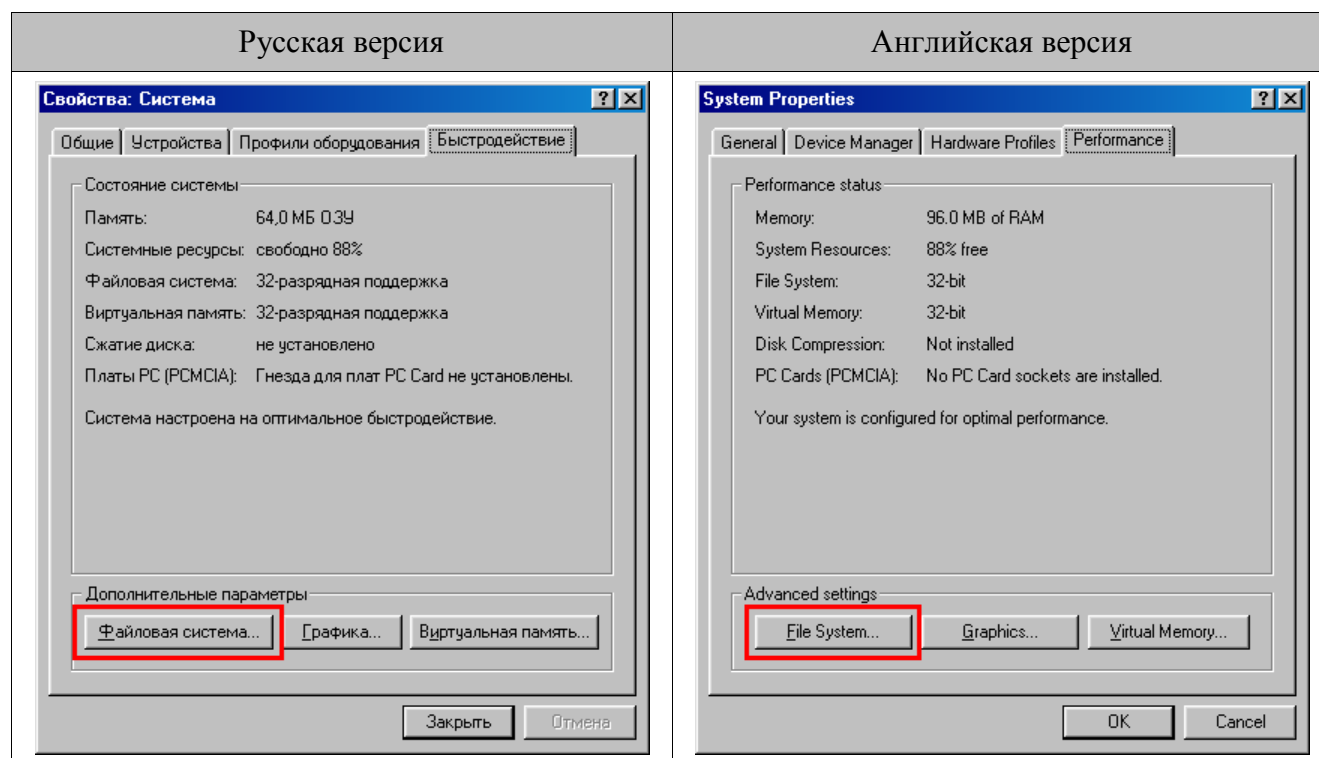 Русская версия
Английская версия
Свойства: Система
Общие Устройства Профили оборудования Быстродействие
Состояние системы
Память: 64,0 МБ ОЗУ
Системные ресурсы: свободно 88%
Файловая система: 32-разрядная поддержка
Виртуальная память: 32-разрядная поддержка
Сжатие диска: не установлено
Платы PC (PCMCIA): Гнезда для плат PC Card не установлены.
Система настроена на оптимальное быстродействие.
Дополнительные параметры
Файловая система... Графика... Виртуальная память...
Закрыть Отмена
System Properties
General Device Manager Hardware Profiles Performance
Performance status
Memory: 96.0 MB of RAM
System Resources: 88% free
File System: 32-bit
Virtual Memory: 32-bit
Disk Compression: Not installed
PC Cards (PCMCIA): No PC Card sockets are installed.
Your system is configured for optimal performance.
Advanced settings
File System... Graphics... Virtual Memory...
OK Cancel